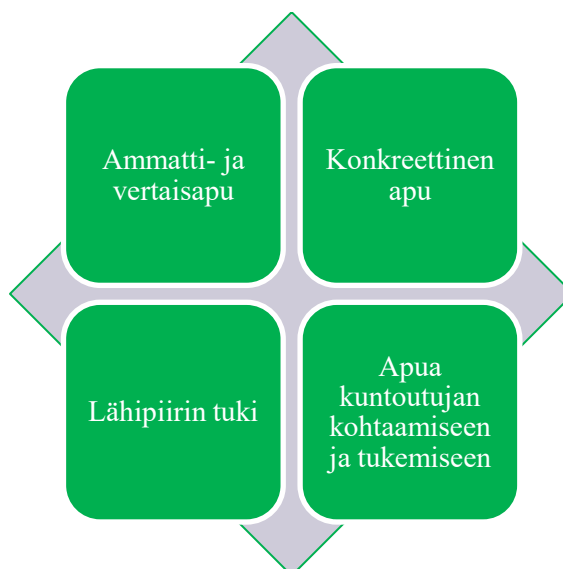 Ammatti- ja
vertaisapu
Konkreettinen
apu
Lähipiirin tuki
Apua
kuntoutujan
kohtaamiseen
ja tukemiseen